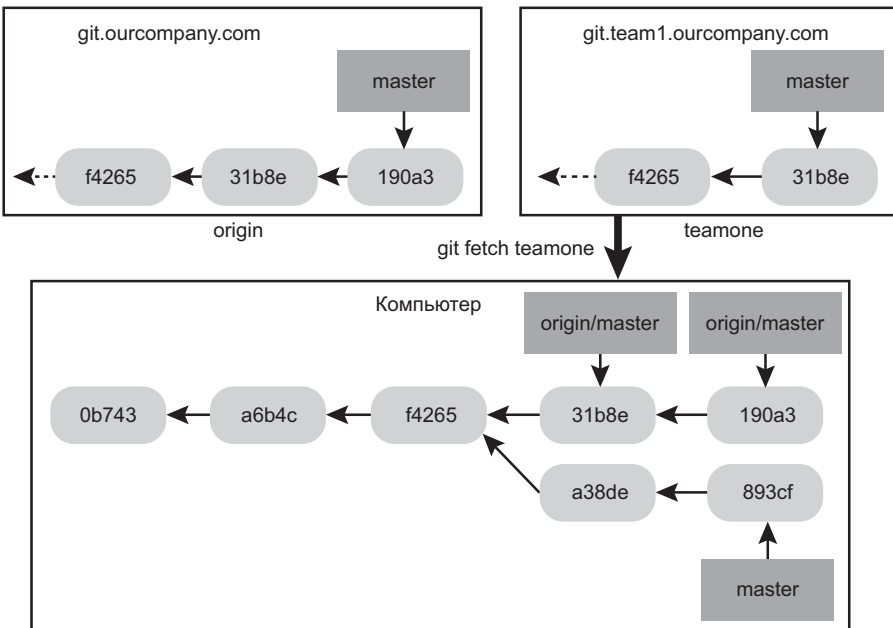 git.ourcompany.com
master
f4265
31b8e
190a3
origin
git.team1.ourcompany.com
master
f4265
31b8e
teamone
git fetch teamone
Компьютер
origin/master
origin/master
0b743
a6b4c
f4265
31b8e
190a3
a38de
893cf
master